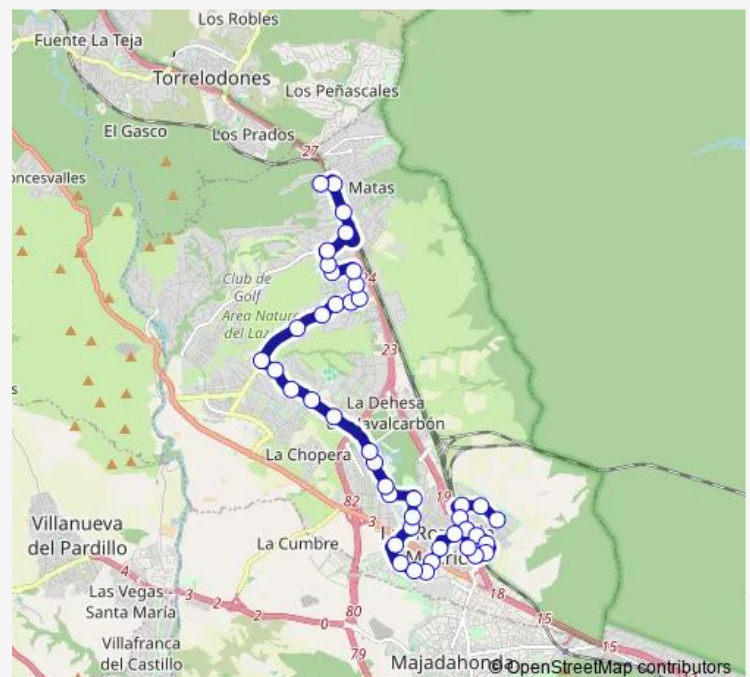 Los Robles
Fuente La Teja
Torrelodones
Los Peñascales
El Gasco
Los Prados
27
oncesvalles
Matas
24
Club de
Golf
Area Natura
del Laz
23
s
La Dehesa
avalcarbón
La Chopera
82
19
3
Villanueva
del Pardillo
La Cumbre
4
18
Las Vegas
Santa María
3
2
2
0
80
15
15
Villafranca
del Castillo
79
Majadahonda
© OpenStreetMap contributors